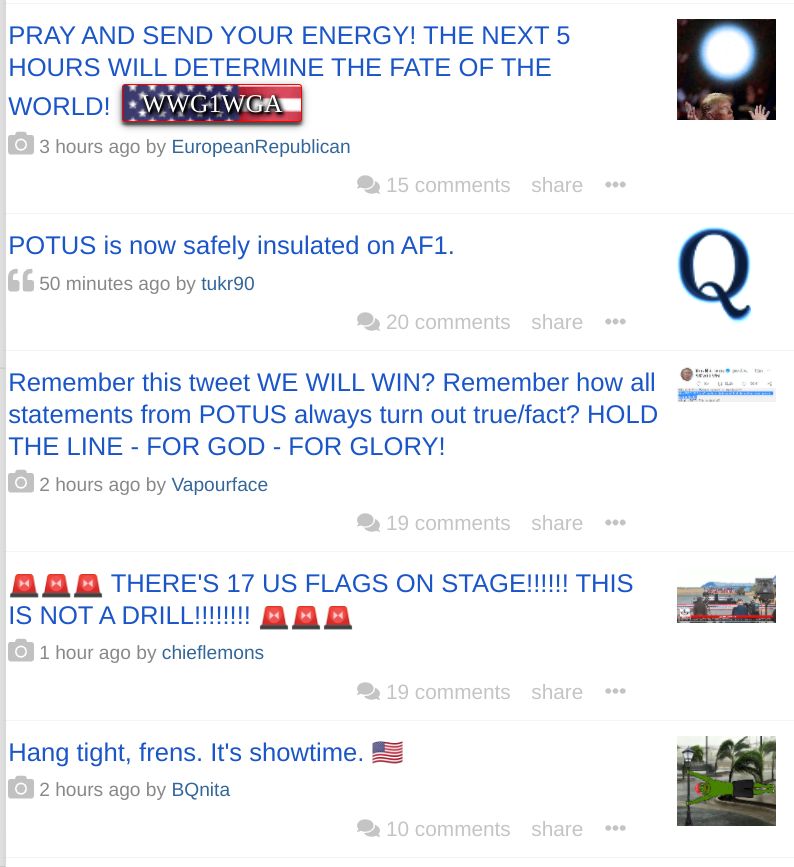 PRAY AND SEND YOUR ENERGY! THE NEXT 5
HOURS WILL DETERMINE THE FATE OF THE
WORLD! WWG1WGA
3 hours ago by EuropeanRepublican
15 comments share •••
POTUS is now safely insulated on AF1.
Q
50 minutes ago by tukr90
20 comments share •••
Remember this tweet WE WILL WIN? Remember how all
statements from POTUS always turn out true/fact? HOLD
THE LINE - FOR GOD - FOR GLORY!
2 hours ago by Vapourface
19 comments share •••
🚨🚨🚨 THERE'S 17 US FLAGS ON STAGE!!!!!! THIS
IS NOT A DRILL!!!!!!!! 🚨🚨🚨
1 hour ago by chieflemons
19 comments share •••
Hang tight, frens. It's showtime. 🇺🇸
2 hours ago by BQnita
10 comments share •••